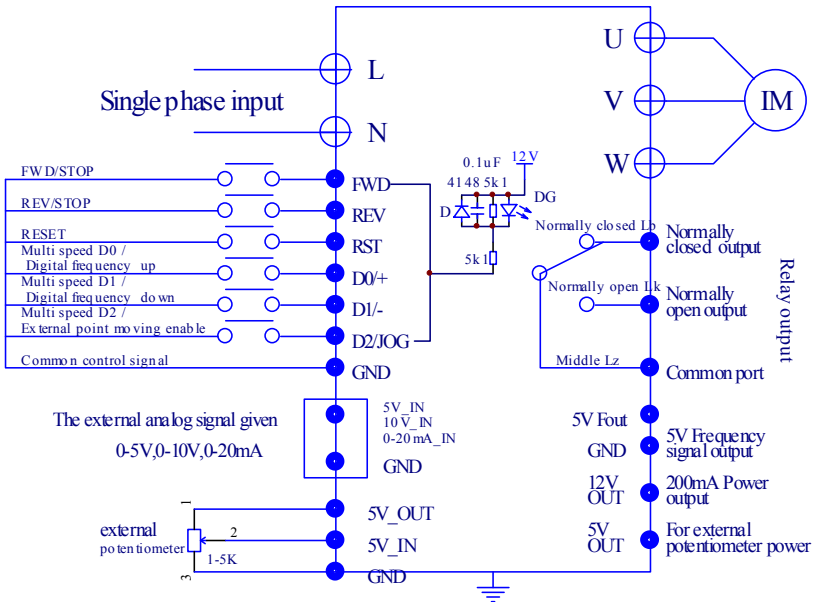 L
Single phase input
N
FWD/STOP
FWD
REV/STOP
REV
RESET
RST
Multi speed D0 /
Digital frequency up
D0/+
Multi speed D1 /
Digital frequency down
D1/-
Multi speed D2 /
External point moving enable
D2/JOG
Common control signal
GND
0.1uF
12V
4148
5k1
D
DG
5k1
The external analog signal given
0-5V,0-10V,0-20mA
5V_IN
10V_IN
0-20mA_IN
GND
1
5V_OUT
external
potentiometer
2
5V_IN
1-5K
3
GND
U
V
W
IM
Normally closed Lb
Normally
closed output
Normally open Lk
Normally
open output
Middle Lz
Common port
Relay output
5V Fout
GND
5V Frequency
signal output
12V
OUT
200mA Power
output
5V
OUT
For external
potentiometer power